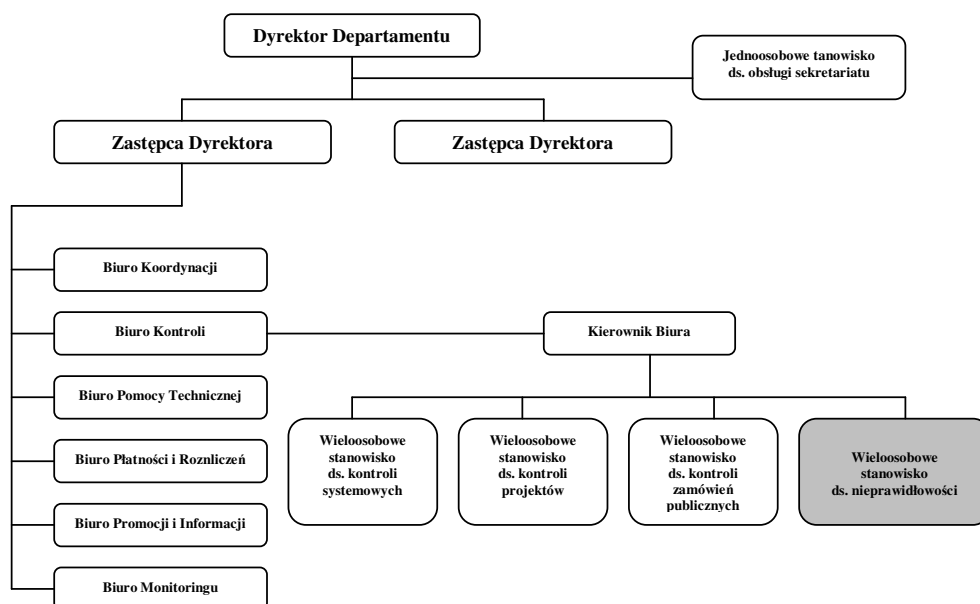 Dyrektor Departamentu
Jednoosobowe tanowisko
ds. obsługi sekretariatu
Zastępca Dyrektora
Zastępca Dyrektora
Biuro Koordynacji
Biuro Kontroli
Kierownik Biura
Biuro Pomocy Technicznej
Wieloosobowe
stanowisko
ds. kontroli
systemowych
Wieloosobowe
stanowisko
ds. kontroli
projektów
Wieloosobowe
stanowisko
ds. kontroli
zamówień
publicznych
Wieloosobowe
stanowisko
ds. nieprawidłowości
Biuro Płatności i Roznliczeń
Biuro Promocji i Informacji
Biuro Monitoringu